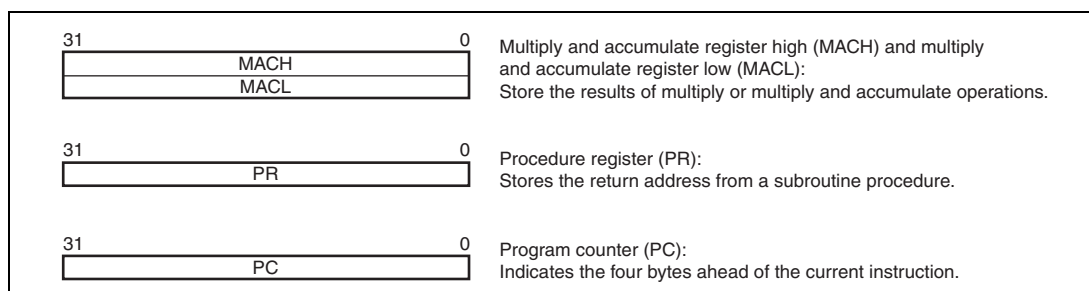 31 0
MACH
MACL
Multiply and accumulate register high (MACH) and multiply
and accumulate register low (MACL):
Store the results of multiply or multiply and accumulate operations.
31 0
PR
Procedure register (PR):
Stores the return address from a subroutine procedure.
31 0
PC
Program counter (PC):
Indicates the four bytes ahead of the current instruction.